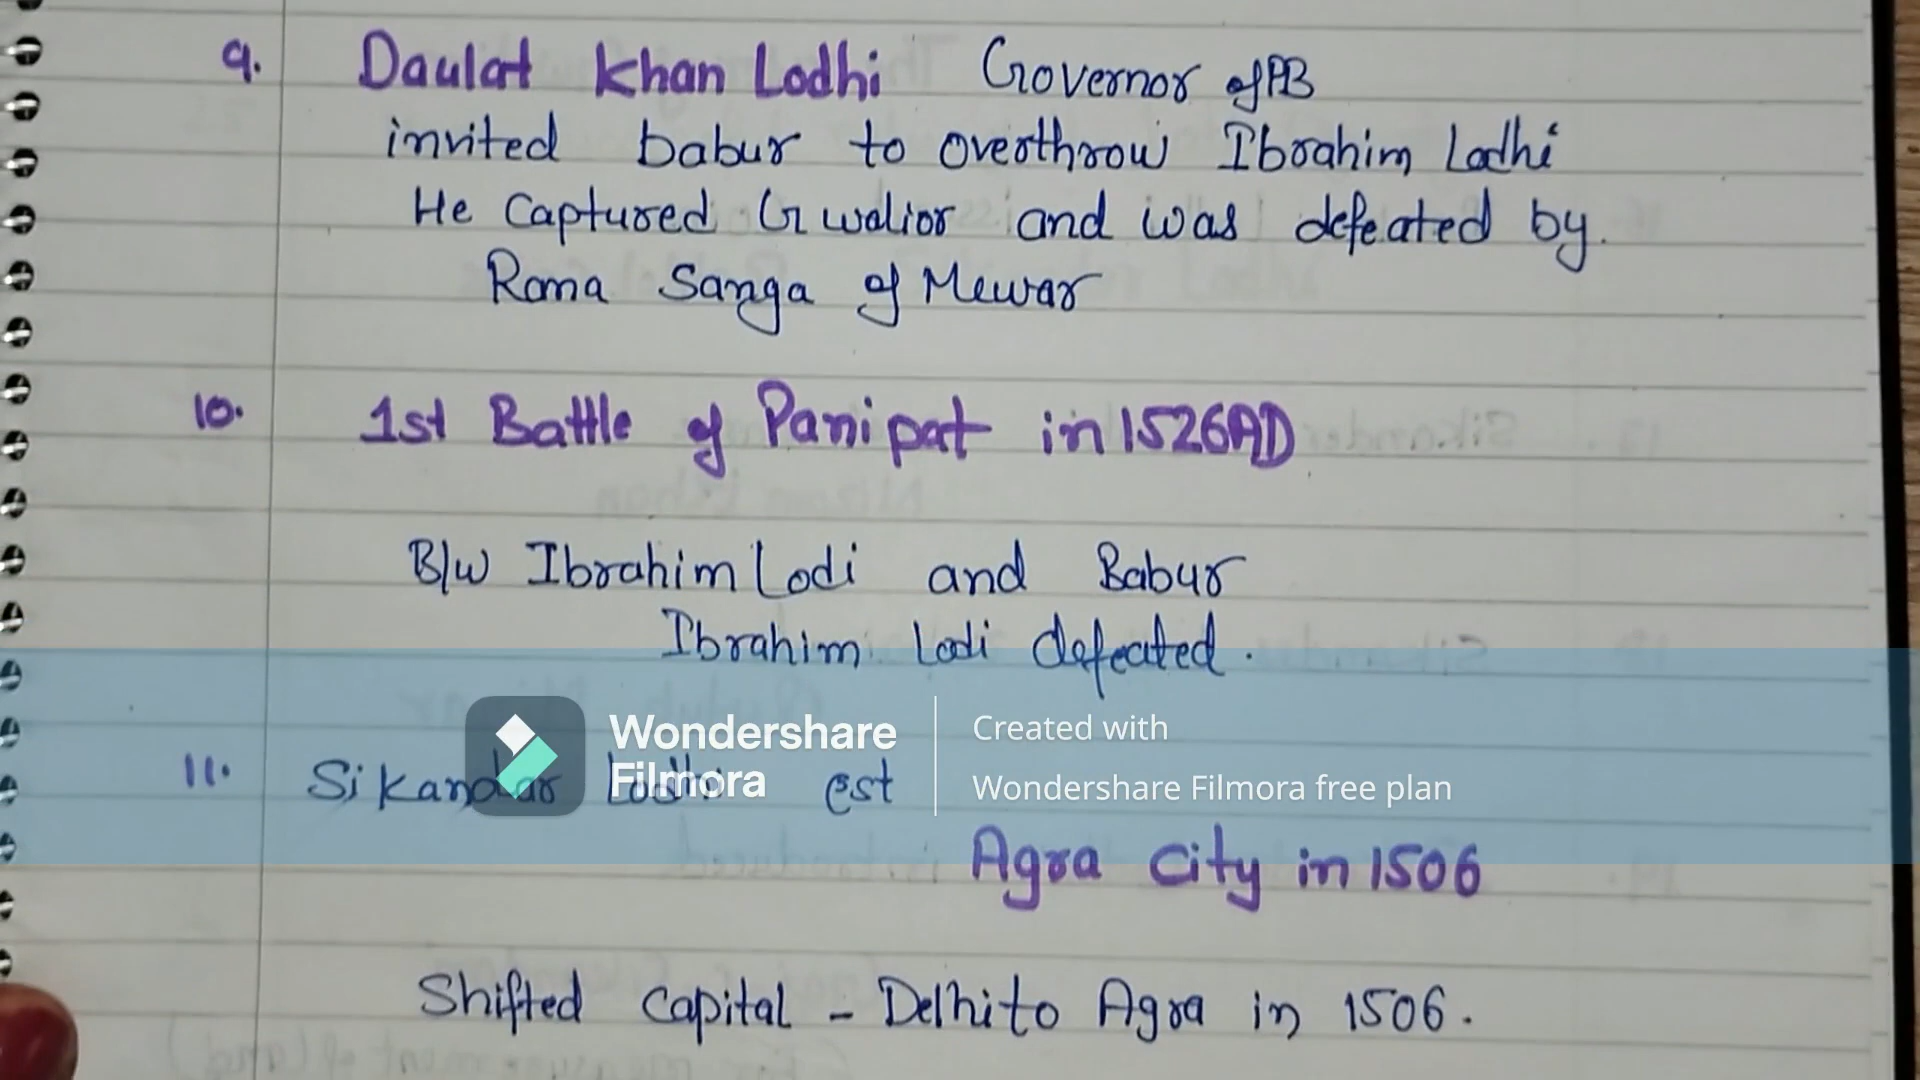 9. Daulat Khan Lodhi Governor of PB
invited babur to overthrow Ibrahim Lodhi
He Captured Gwalior and was defeated by.
Rana Sanga of Mewar
10. 1st Battle of Panipat in 1526AD
B/w Ibrahim Lodi and Babur
Ibrahim Lodi defeated.
Wondershare Filmora
Created with
Wondershare Filmora free plan
11. Sikandar Lodhi est
Agra City in 1506
Shifted Capital - Delhi to Agra in 1506.